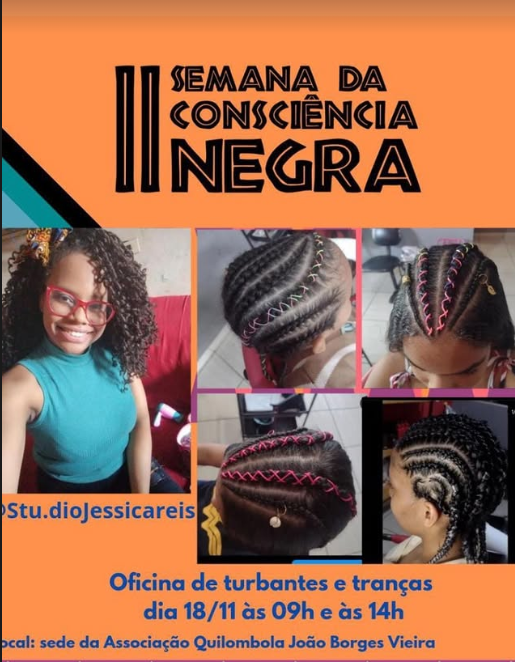 II SEMANA DA
CONSCIÊNCIA
NEGRA
@Stu.dioJessicareis
Oficina de turbantes e tranças
dia 18/11 às 09h e às 14h
ocal: sede da Associação Quilombola João Borges Vieira